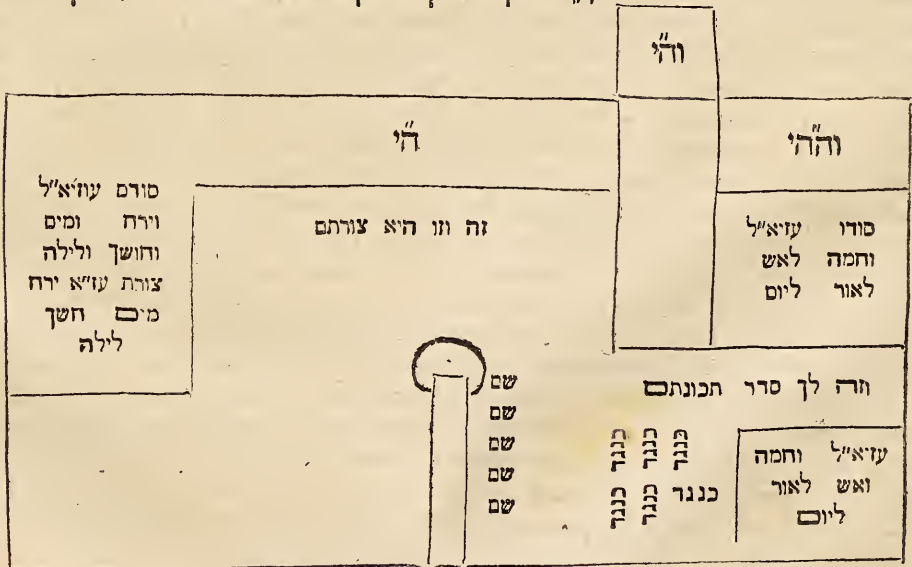 וה"י
וה"הי
ה"י
סודו עזיא"ל
וחמה לאש
לאור ליום
זה וזו היא צורתם
סודם עוזיא"ל
וירח ומים
וחושך ולילה
צורת עז"א ירח
מים חשך
לילה
וזה לך סדר תכונתם
עזיא"ל וחמה
ואש לאור
ליום
כנגד כנגד כנגד
כנגד כנגד כנגד
שם
שם
שם
שם
שם